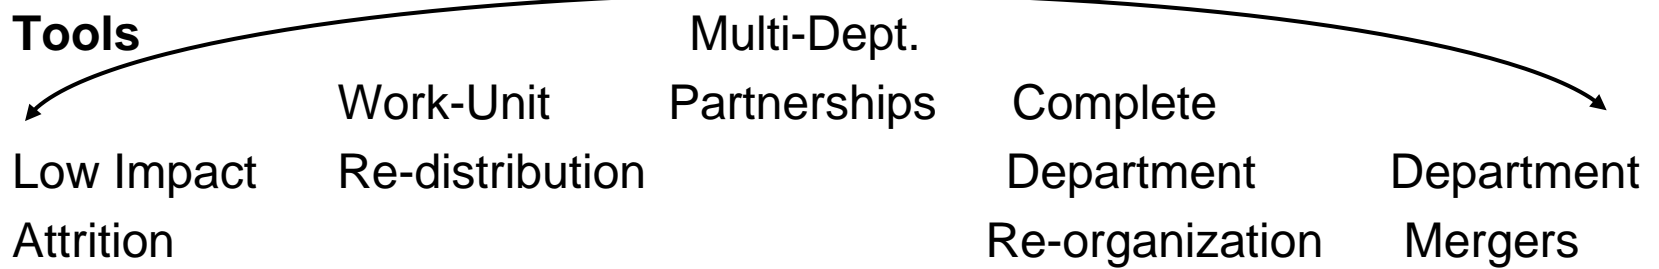 Tools
Multi-Dept.
Work-Unit Partnerships Complete
Low Impact Re-distribution Department Department
Attrition Re-organization Mergers